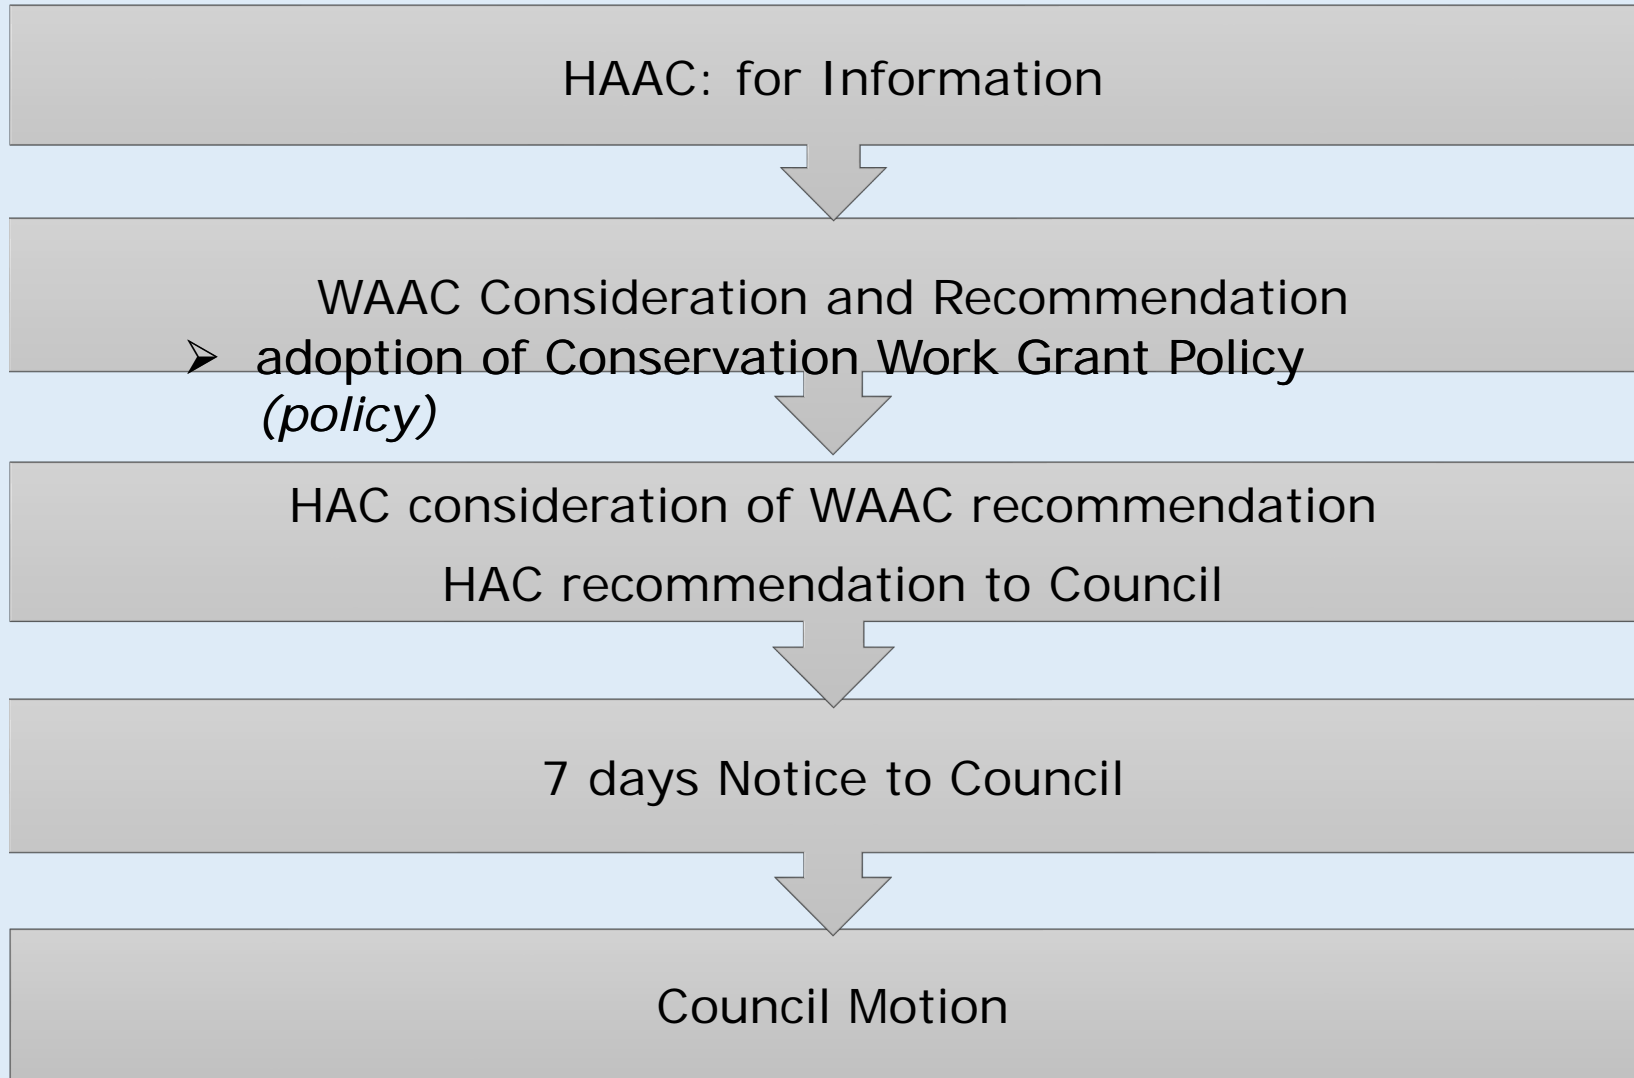 HAAC: for Information
WAAC Consideration and Recommendation
➢ adoption of Conservation Work Grant Policy
(policy)
HAC consideration of WAAC recommendation
HAC recommendation to Council
7 days Notice to Council
Council Motion